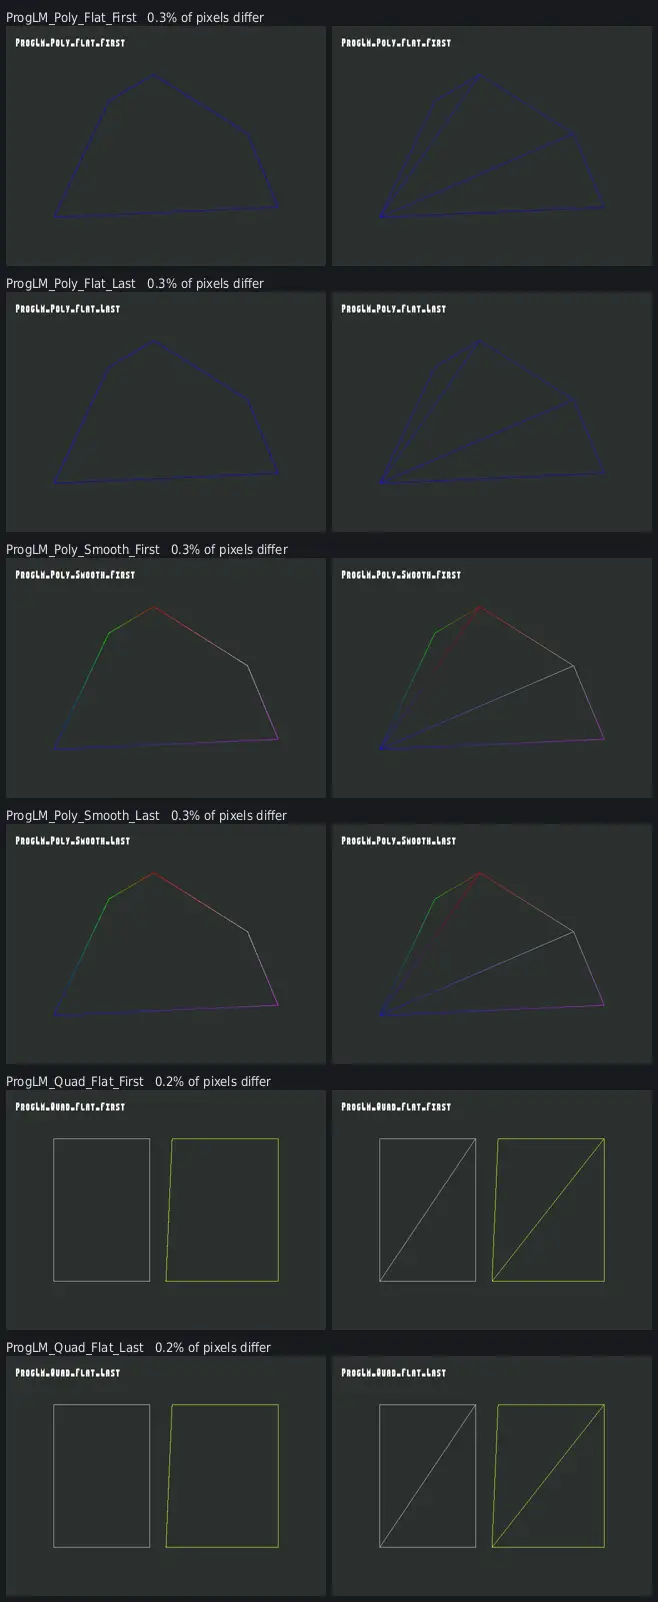 ProgLM_Poly_Flat_First 0.3% of pixels differ
ProgLM_Poly_Flat_First ProgLM_Poly_Flat_First
ProgLM_Poly_Flat_Last 0.3% of pixels differ
ProgLM_Poly_Flat_Last ProgLM_Poly_Flat_Last
ProgLM_Poly_Smooth_First 0.3% of pixels differ
ProgLM_Poly_Smooth_First ProgLM_Poly_Smooth_First
ProgLM_Poly_Smooth_Last 0.3% of pixels differ
ProgLM_Poly_Smooth_Last ProgLM_Poly_Smooth_Last
ProgLM_Quad_Flat_First 0.2% of pixels differ
ProgLM_Quad_Flat_First ProgLM_Quad_Flat_First
ProgLM_Quad_Flat_Last 0.2% of pixels differ
ProgLM_Quad_Flat_Last ProgLM_Quad_Flat_Last